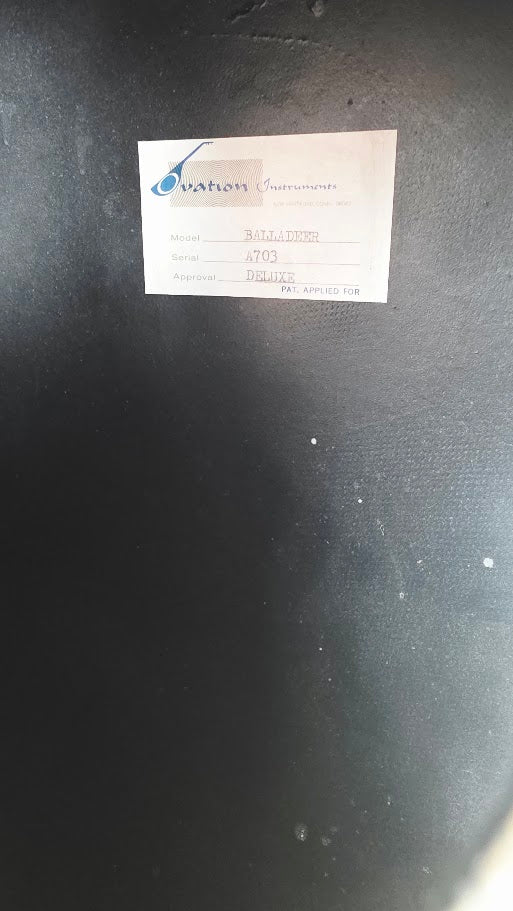 Ovation Instruments
Model BALLADEER
Serial A703
Approval DELUXE
PAT. APPLIED FOR